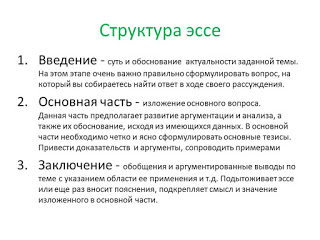 Структура эссе
1. Введение - суть и обоснование актуальности заданной темы.
На этом этапе очень важно правильно сформулировать вопрос, на
который вы собираетесь найти ответ в ходе своего рассуждения.
2. Основная часть - изложение основного вопроса.
Данная часть предполагает развитие аргументации и анализа, а
также их обоснование, исходя из имеющихся данных. В основной
части необходимо четко и ясно сформулировать основные тезисы.
Привести доказательств и аргументы, сопроводить примерами
3. Заключение - обобщения и аргументированные выводы по
теме с указанием области ее применения и т.д. Подытоживает эссе
или еще раз вносит пояснения, подкрепляет смысл и значение
изложенного в основной части.